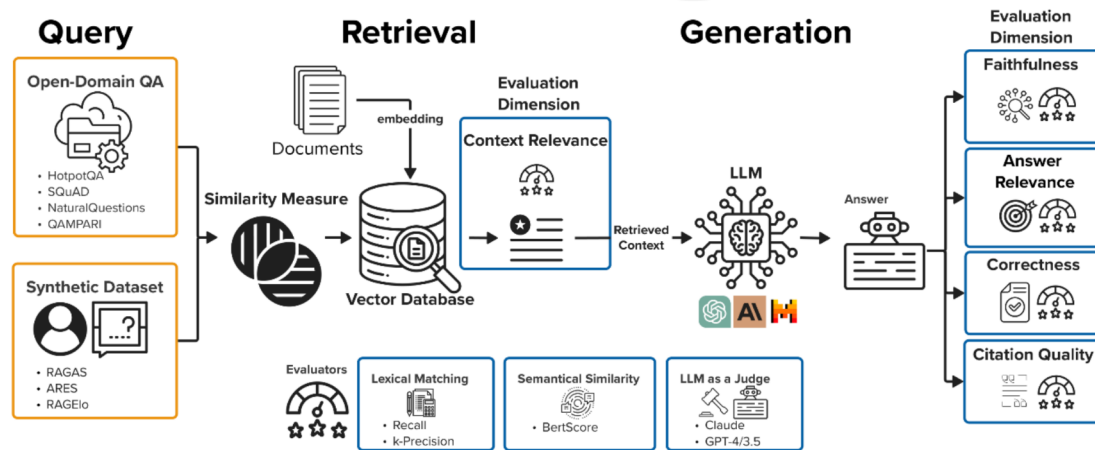 Query
Retrieval
Generation
Evaluation
Dimension
Open-Domain QA
• HotpotQA
• SQuAD
• NaturalQuestions
• QAMPARI
Synthetic Dataset
....?
• RAGAS
• ARES
• RAGElo
Documents
embedding
Similarity Measure
Vector Database
Evaluation
Dimension
Context Relevance
Retrieved
Context
LLM
AI
Answer
Faithfulness
Answer
Relevance
Correctness
Citation Quality
Evaluators
Lexical Matching
• Recall
• k-Precision
Semantical Similarity
• BertScore
LLM as a Judge
• Claude
• GPT-4/3.5